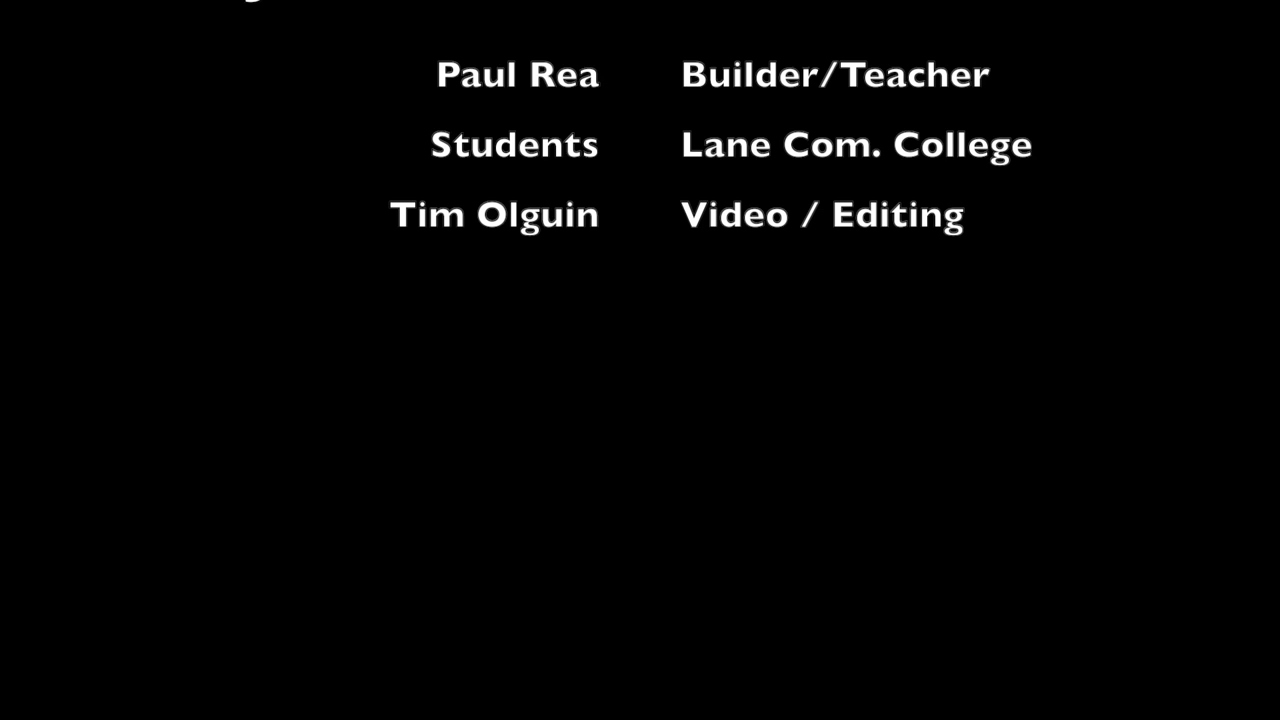 Paul Rea Builder/Teacher
Students Lane Com. College
Tim Olguin Video / Editing